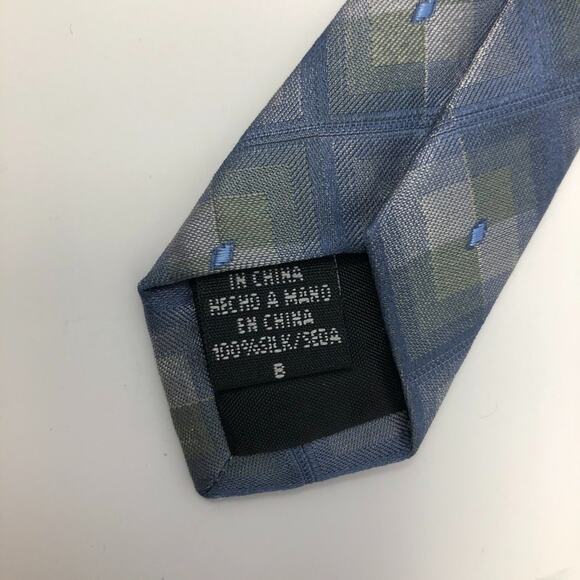 IN CHINA
HECHO A MANO
EN CHINA
100%SILK/SEDA
B